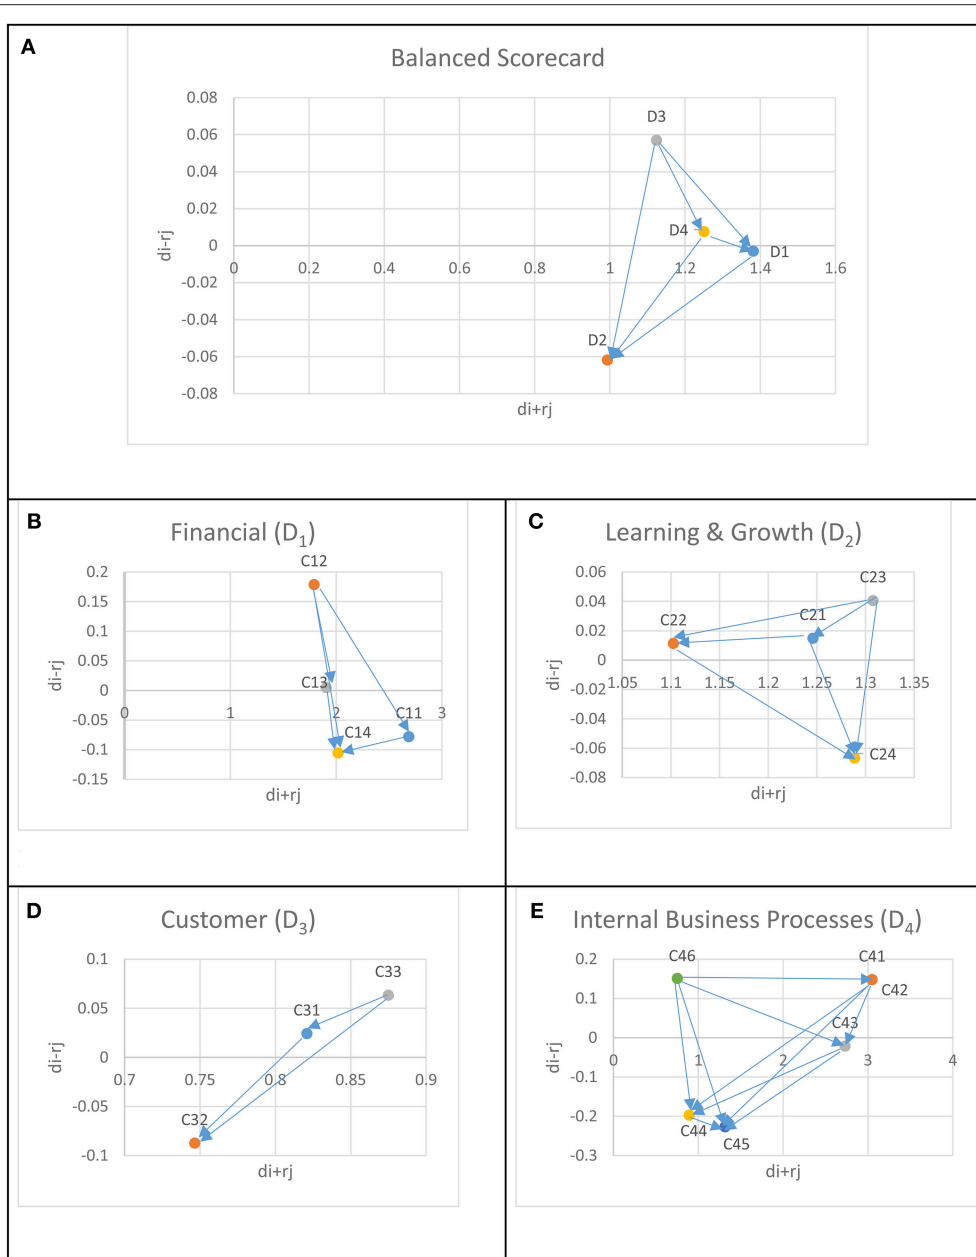 A
Balanced Scorecard
0.08
0.06
0.04
0.02
0
-0.02
-0.04
-0.06
-0.08
di-rj
D3
D4
D1
D2
0 0.2 0.4 0.6 0.8 1 1.2 1.4 1.6
di+rj
B
Financial (D1)
C12
0.2
0.15
0.1
0.05
0
-0.05
-0.1
-0.15
di-rj
C13
C11
C14
0 1 2 3
di+rj
C
Learning & Growth (D2)
0.06
0.04
0.02
0
-0.02
-0.04
-0.06
-0.08
di-rj
C23
C21
C22
C24
1.05 1.1 1.15 1.2 1.25 1.3 1.35
di+rj
D
Customer (D3)
0.1
0.05
0
-0.05
-0.1
di-rj
C33
C31
C32
0.7 0.75 0.8 0.85 0.9
di+rj
E
Internal Business Processes (D4)
0.2
0.1
0
-0.1
-0.2
-0.3
di-rj
C46
C41
C42
C43
C44
C45
0 1 2 3 4
di+rj